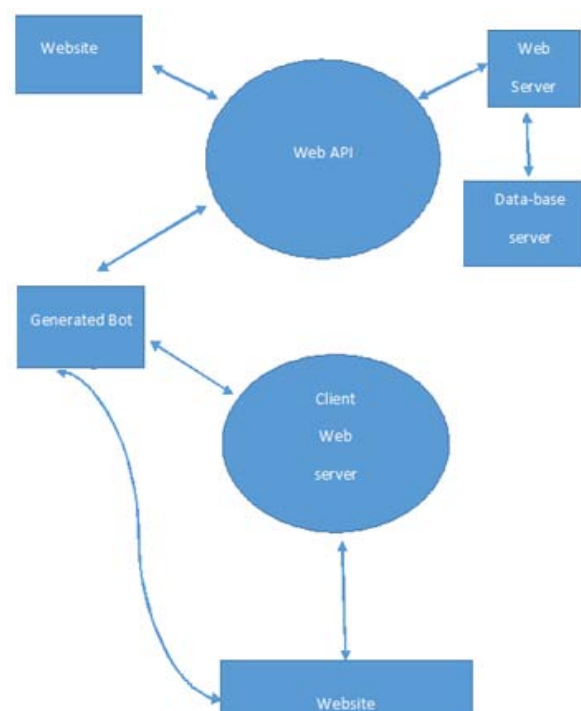 Website
Web
Server
Web API
Data-base
server
Generated Bot
Client
Web
server
Website